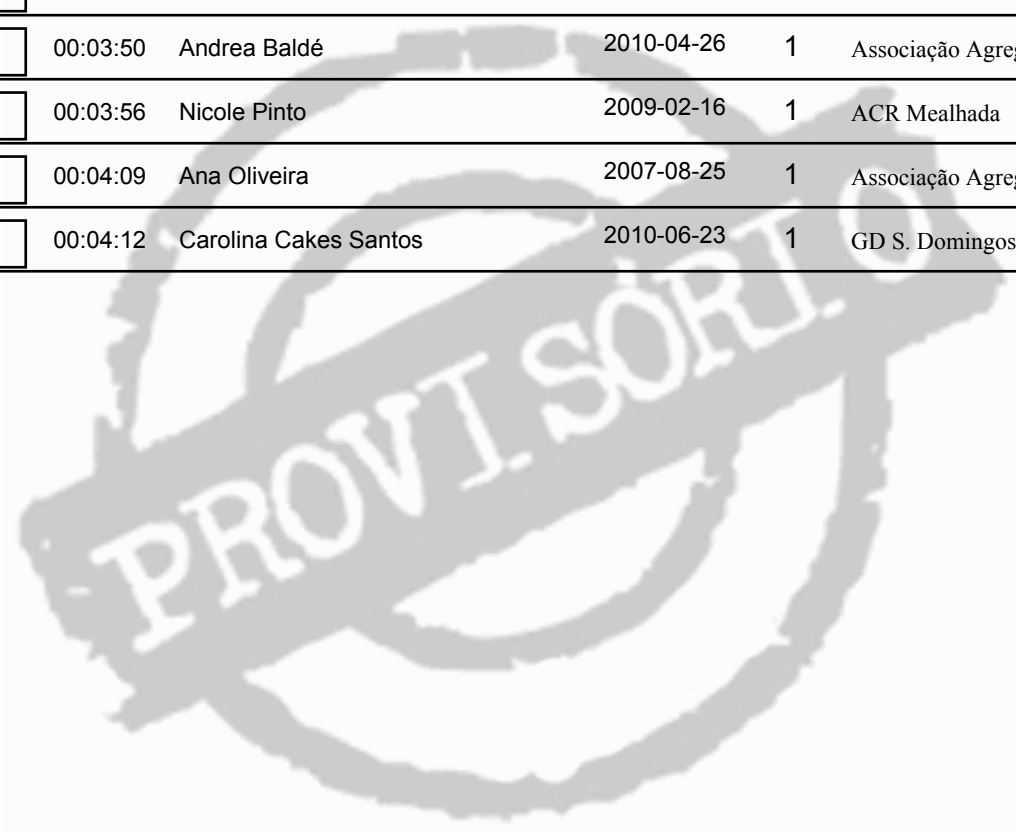 00:03:50 Andrea Baldé 2010-04-26 1 Associação Agre
00:03:56 Nicole Pinto 2009-02-16 1 ACR Mealhada
00:04:09 Ana Oliveira 2007-08-25 1 Associação Agre
00:04:12 Carolina Cakes Santos 2010-06-23 1 GD S. Domingos
PROVISÓRIO